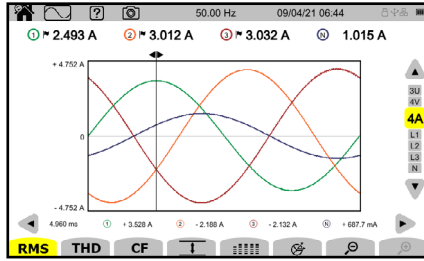 ? 50.00 Hz 09/04/21 06:44
1 2.493 A 2 3.012 A 3 3.032 A N 1.015 A
+ 4.752 A
0
- 4.752 A
3U
4V
4A
L1
L2
L3
N
4.960 ms 1 + 3.528 A 2 - 2.188 A 3 - 2.132 A N + 687.7 mA
RMS THD CF